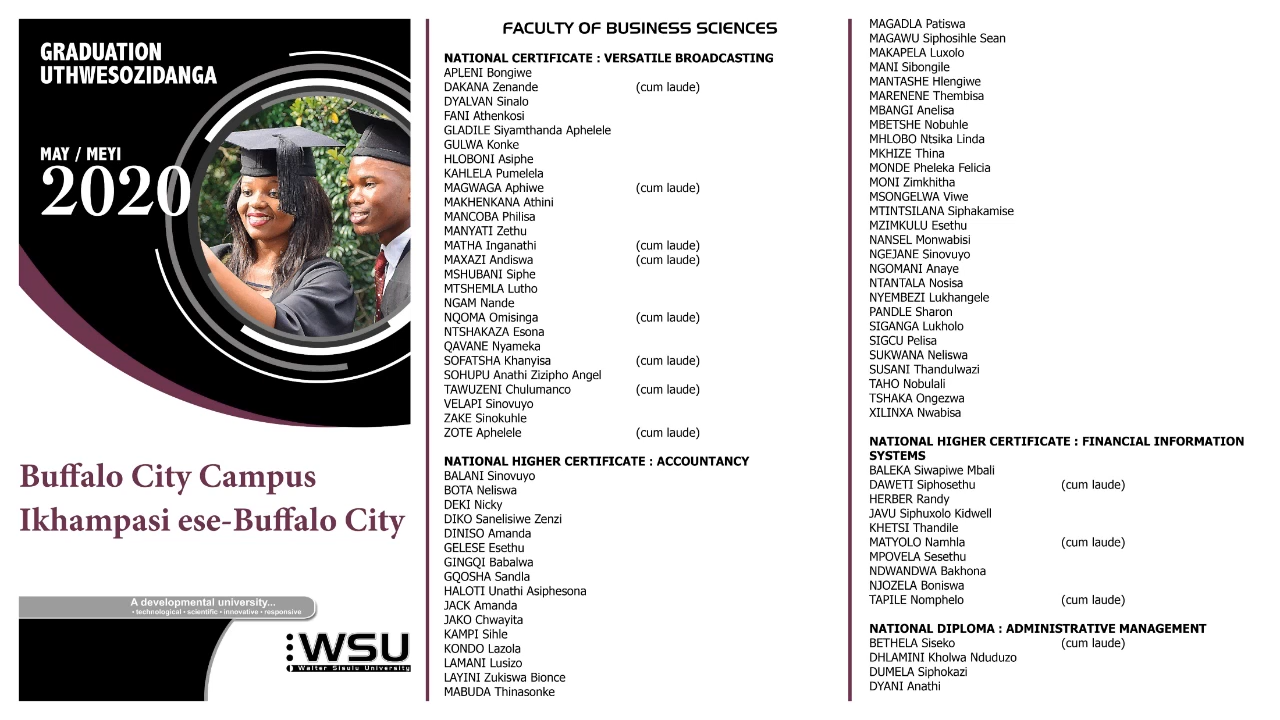 GRADUATION
UTHWESOZIDANGA
MAY / MEYI
2020
Buffalo City Campus
Ikhampasi ese-Buffalo City
A developmental university...
• technological • scientific • innovative • responsive
WSU
Walter Sisulu University
FACULTY OF BUSINESS SCIENCES
NATIONAL CERTIFICATE : VERSATILE BROADCASTING
APLENI Bongiwe
DAKANA Zenande (cum laude)
DYALVAN Sinalo
FANI Athenkosi
GLADILE Siyamthanda Aphelele
GULWA Konke
HLOBONI Asiphe
KAHLELA Pumelela
MAGWAGA Aphiwe (cum laude)
MAKHENKANA Athini
MANCOBA Philisa
MANYATI Zethu
MATHA Inganathi (cum laude)
MAXAZI Andiswa (cum laude)
MSHUBANI Siphe
MTSHEMLA Lutho
NGAM Nande
NQOMA Omisinga (cum laude)
NTSHAKAZA Esona
QAVANE Nyameka
SOFATSHA Khanyisa (cum laude)
SOHUPU Anathi Zizipho Angel
TAWUZENI Chulumanco (cum laude)
VELAPI Sinovuyo
ZAKE Sinokuhle
ZOTE Aphelele (cum laude)
NATIONAL HIGHER CERTIFICATE : ACCOUNTANCY
BALANI Sinovuyo
BOTA Neliswa
DEKI Nicky
DIKO Sanelisiwe Zenzi
DINISO Amanda
GELESE Esethu
GINGQI Babalwa
GQOSHA Sandla
HALOTI Unathi Asiphesona
JACK Amanda
JAKO Chwayita
KAMPI Sihle
KONDO Lazola
LAMANI Lusizo
LAYINI Zukiswa Bionce
MABUDA Thinasonke
MAGADLA Patiswa
MAGAWU Siphosihle Sean
MAKAPELA Luxolo
MANI Sibongile
MANTASHE Hlengiwe
MARENENE Thembisa
MBANGI Anelisa
MBETSHE Nobuhle
MHLOBO Ntsika Linda
MKHIZE Thina
MONDE Pheleka Felicia
MONI Zimkhitha
MSONGELWA Viwe
MTINTSILANA Siphakamise
MZIMKULU Esethu
NANSEL Monwabisi
NGEJANE Sinovuyo
NGOMANI Anaye
NTANTALA Nosisa
NYEMBEZI Lukhangele
PANDLE Sharon
SIGANGA Lukholo
SIGCU Pelisa
SUKWANA Neliswa
SUSANI Thandulwazi
TAHO Nobulali
TSHAKA Ongezwa
XILINXA Nwabisa
NATIONAL HIGHER CERTIFICATE : FINANCIAL INFORMATION
SYSTEMS
BALEKA Siwapiwe Mbali
DAWETI Siphosethu (cum laude)
HERBER Randy
JAVU Siphuxolo Kidwell
KHETSI Thandile
MATYOLO Namhla (cum laude)
MPOVELA Sesethu
NDWANDWA Bakhona
NJOZELA Boniswa
TAPILE Nomphelo (cum laude)
NATIONAL DIPLOMA : ADMINISTRATIVE MANAGEMENT
BETHELA Siseko (cum laude)
DHLAMINI Kholwa Nduduzo
DUMELA Siphokazi
DYANI Anathi